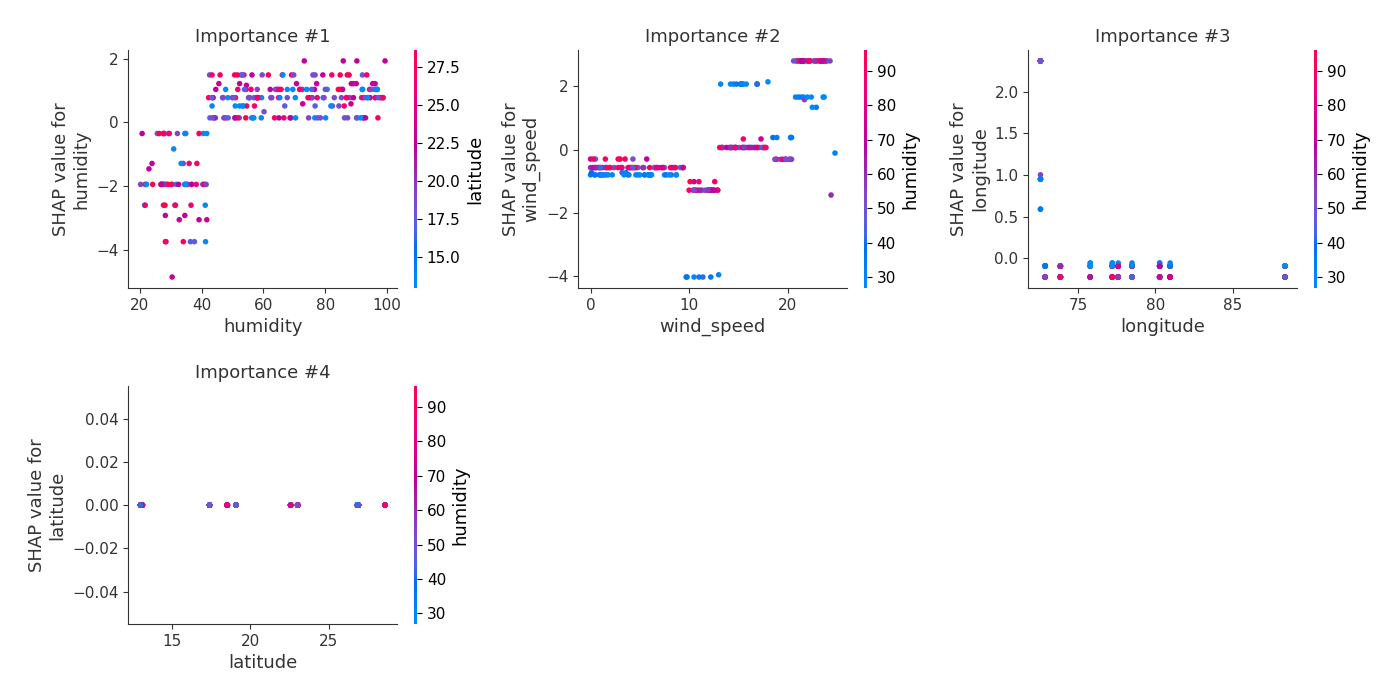 Importance #1
SHAP value for
humidity
2
0
−2
−4
20
40
60
80
100
humidity
27.5
25.0
22.5
20.0
17.5
15.0
latitude
Importance #2
SHAP value for
wind_speed
2
0
−2
−4
0
10
20
wind_speed
90
80
70
60
50
40
30
humidity
Importance #3
SHAP value for
longitude
2.0
1.5
1.0
0.5
0.0
75
80
85
longitude
90
80
70
60
50
40
30
humidity
Importance #4
SHAP value for
latitude
0.04
0.02
0.00
−0.02
−0.04
15
20
25
latitude
90
80
70
60
50
40
30
humidity